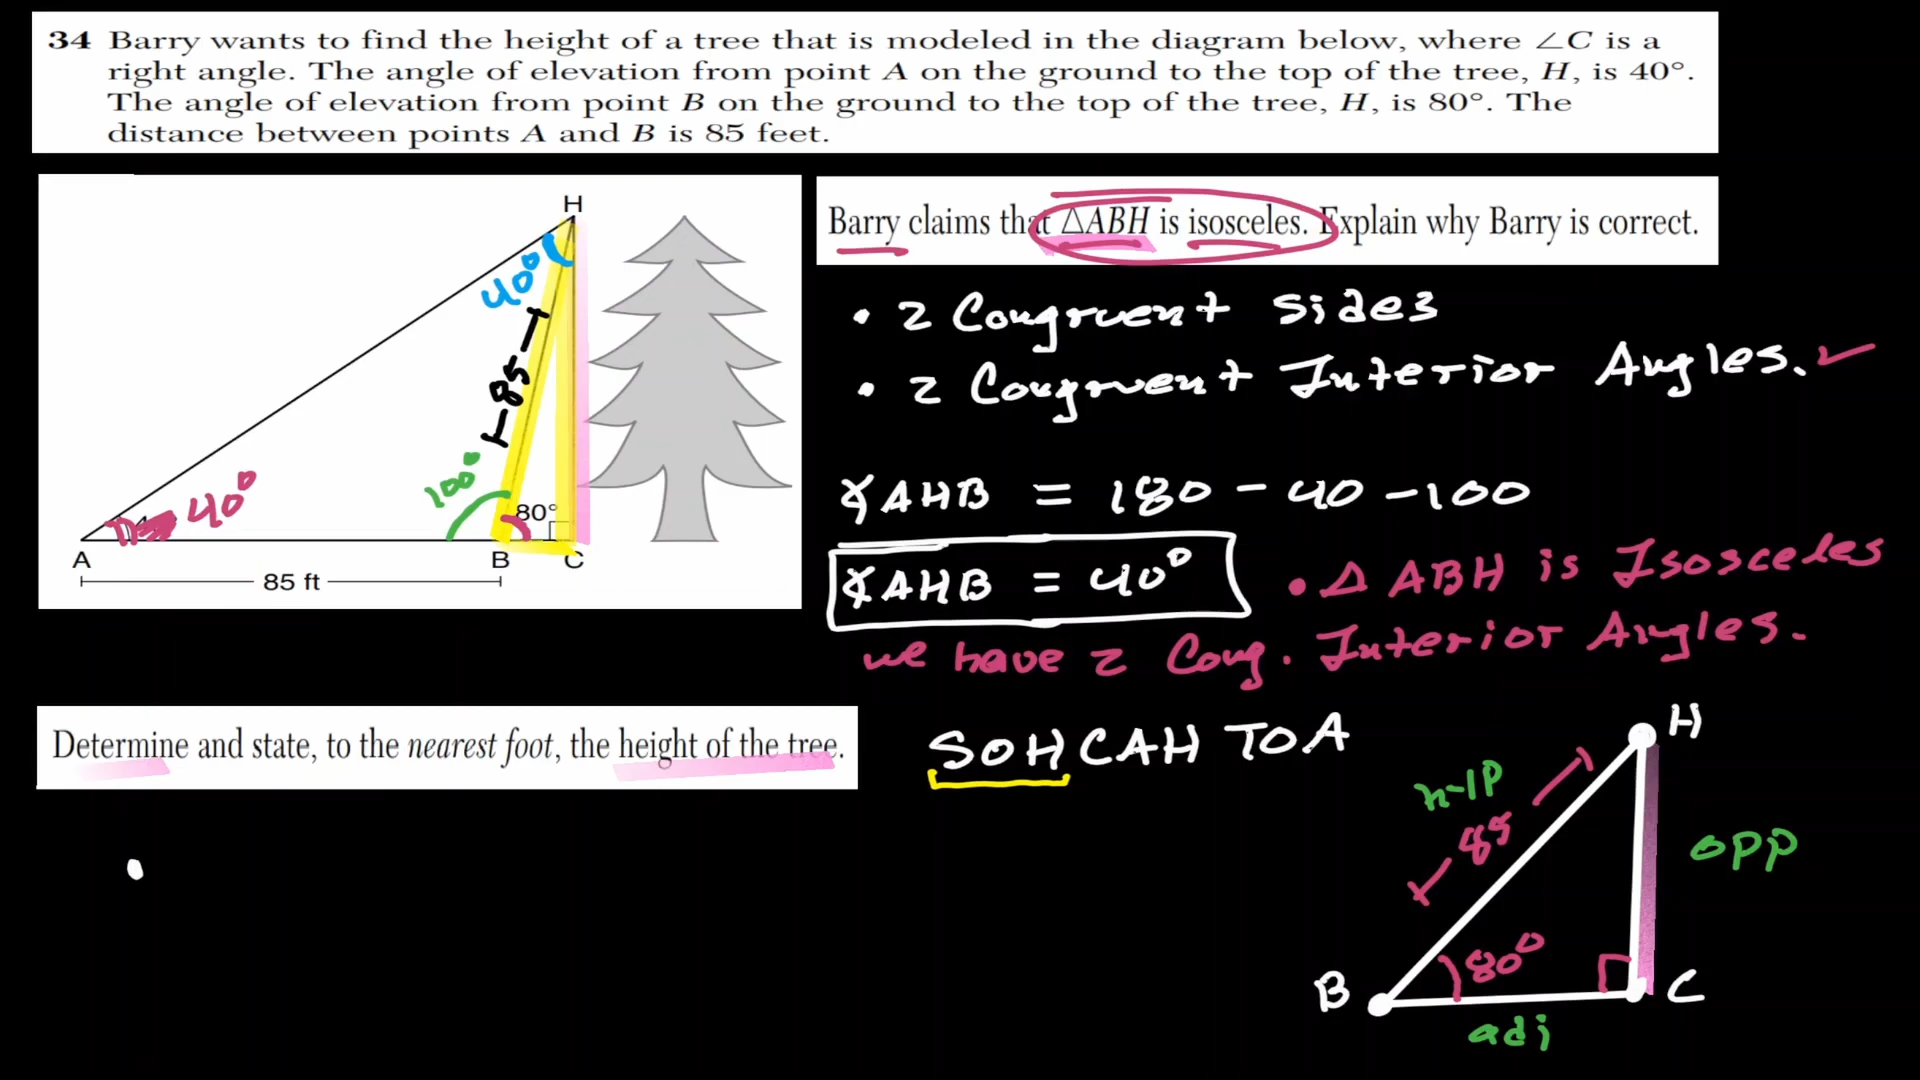 34 Barry wants to find the height of a tree that is modeled in the diagram below, where ∠C is a
right angle. The angle of elevation from point A on the ground to the top of the tree, H, is 40°.
The angle of elevation from point B on the ground to the top of the tree, H, is 80°. The
distance between points A and B is 85 feet.
H
40°
85
100°
40°
80°
A
B
C
85 ft
Barry claims that △ABH is isosceles. Explain why Barry is correct.
• 2 Congruent Sides
• 2 Congruent Interior Angles. ✓
∡AHB = 180 - 40 - 100
∡AHB = 40°
• △ ABH is Isosceles
we have 2 Cong. Interior Angles.
Determine and state, to the nearest foot, the height of the tree.
SOH CAH TOA
H
hyp
85
opp
80°
B
C
adj